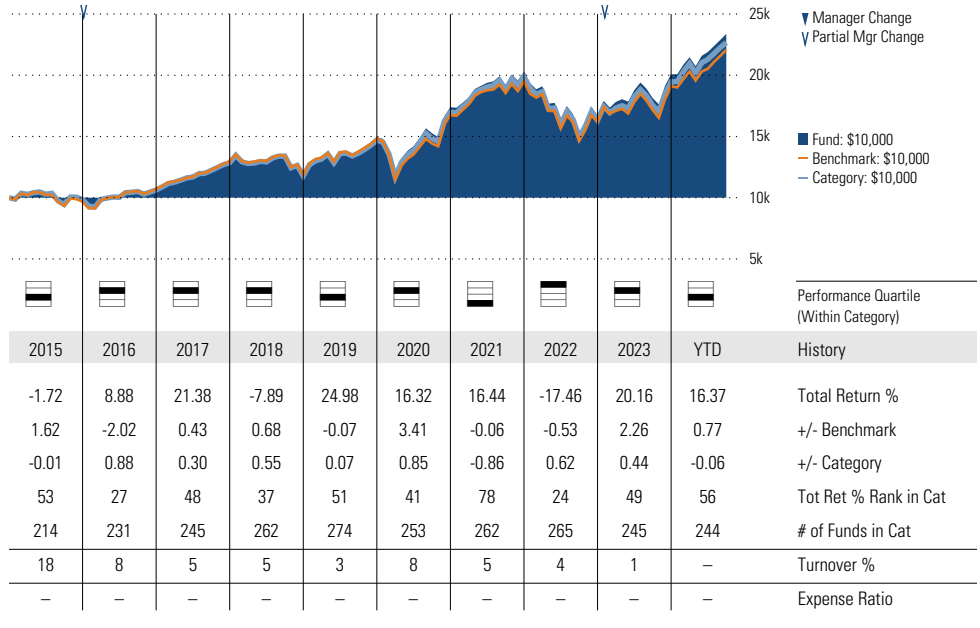 25k
Manager Change
Partial Mgr Change
20k
15k
Fund: $10,000
Benchmark: $10,000
Category: $10,000
10k
5k
Performance Quartile
(Within Category)
2015 2016 2017 2018 2019 2020 2021 2022 2023 YTD History
-1.72 8.88 21.38 -7.89 24.98 16.32 16.44 -17.46 20.16 16.37 Total Return %
1.62 -2.02 0.43 0.68 -0.07 3.41 -0.06 -0.53 2.26 0.77 +/- Benchmark
-0.01 0.88 0.30 0.55 0.07 0.85 -0.86 0.62 0.44 -0.06 +/- Category
53 27 48 37 51 41 78 24 49 56 Tot Ret % Rank in Cat
214 231 245 262 274 253 262 265 245 244 # of Funds in Cat
18 8 5 5 3 8 5 4 1 – Turnover %
– – – – – – – – – – Expense Ratio